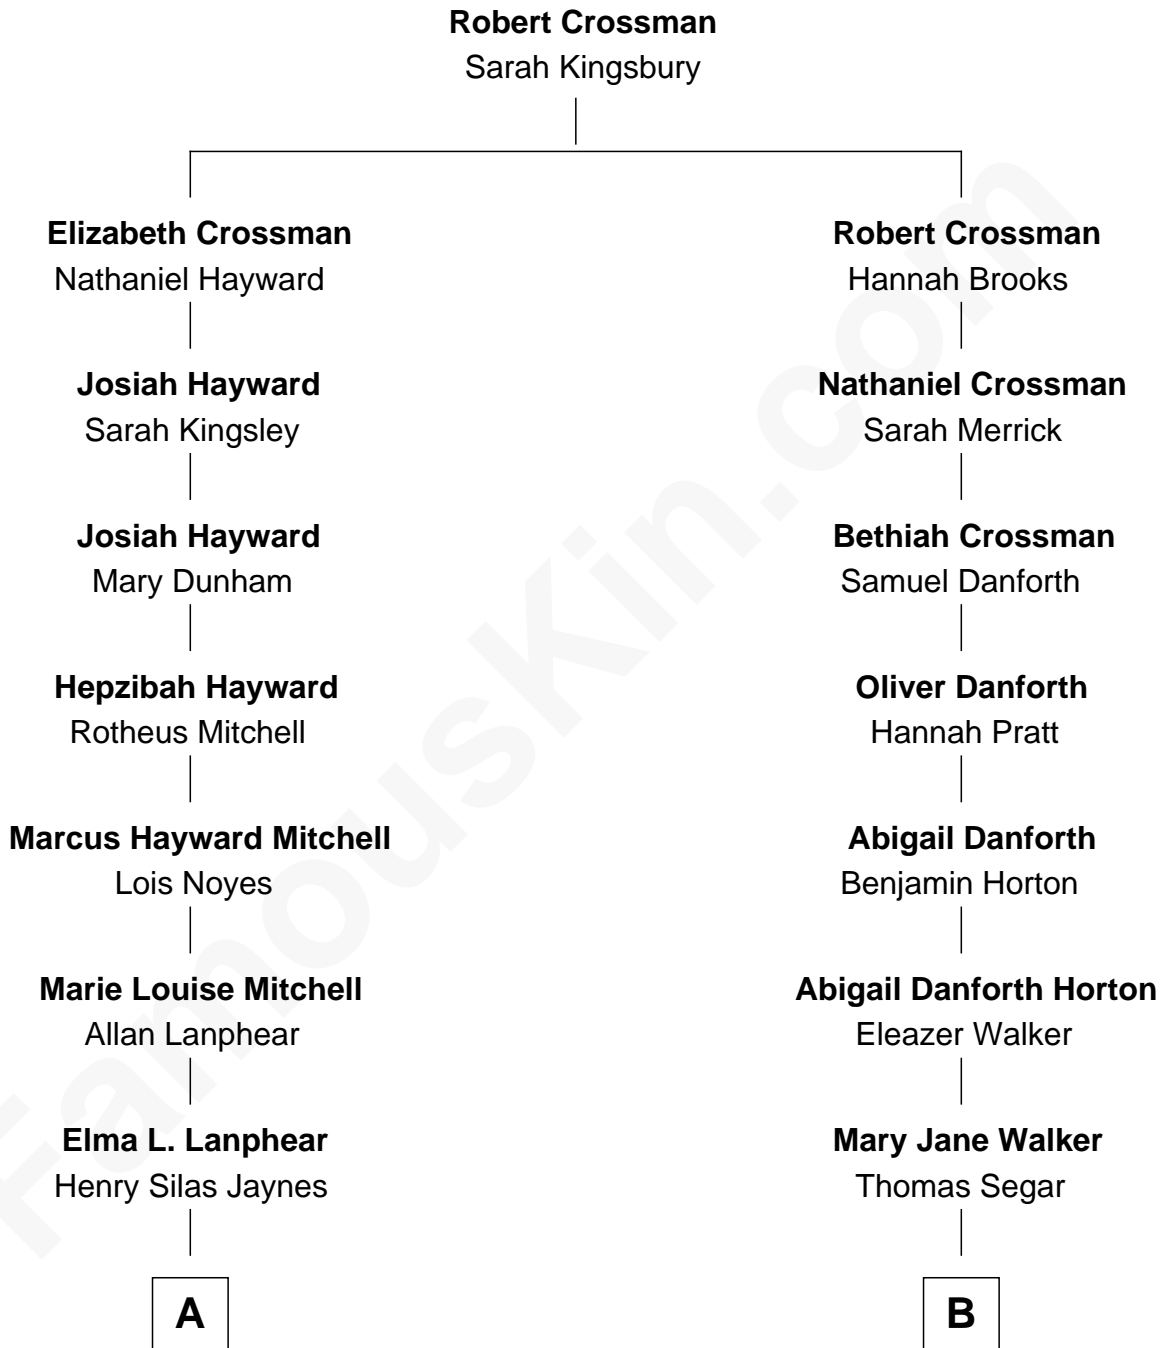 Robert Crossman
Sarah Kingsbury
Elizabeth Crossman
Nathaniel Hayward
Robert Crossman
Hannah Brooks
Josiah Hayward
Sarah Kingsley
Nathaniel Crossman
Sarah Merrick
Josiah Hayward
Mary Dunham
Bethiah Crossman
Samuel Danforth
Hepzibah Hayward
Rotheus Mitchell
Oliver Danforth
Hannah Pratt
Marcus Hayward Mitchell
Lois Noyes
Abigail Danforth
Benjamin Horton
Marie Louise Mitchell
Allan Lanphear
Abigail Danforth Horton
Eleazer Walker
Elma L. Lanphear
Henry Silas Jaynes
Mary Jane Walker
Thomas Segar
A
B
FamousKin.com